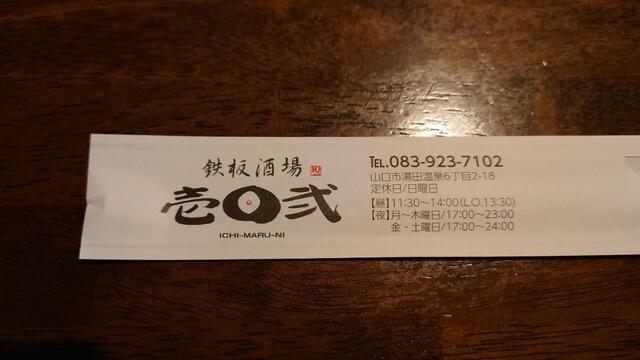 鉄板酒場
壱〇弐
ICHI-MARU-NI
TEL.083-923-7102
山口市湯田温泉6丁目2-18
定休日/日曜日
【昼】11:30~14:00(L.O.13:30)
【夜】月~木曜日/17:00~23:00
金・土曜日/17:00~24:00